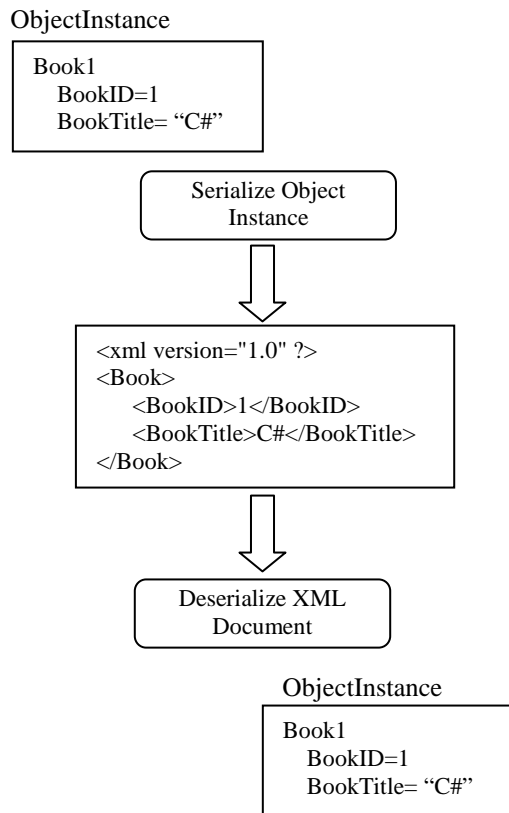 ObjectInstance
Book1
BookID=1
BookTitle= “C#”
Serialize Object
Instance
<xml version="1.0" ?>
<Book>
<BookID>1</BookID>
<BookTitle>C#</BookTitle>
</Book>
Deserialize XML
Document
ObjectInstance
Book1
BookID=1
BookTitle= “C#”